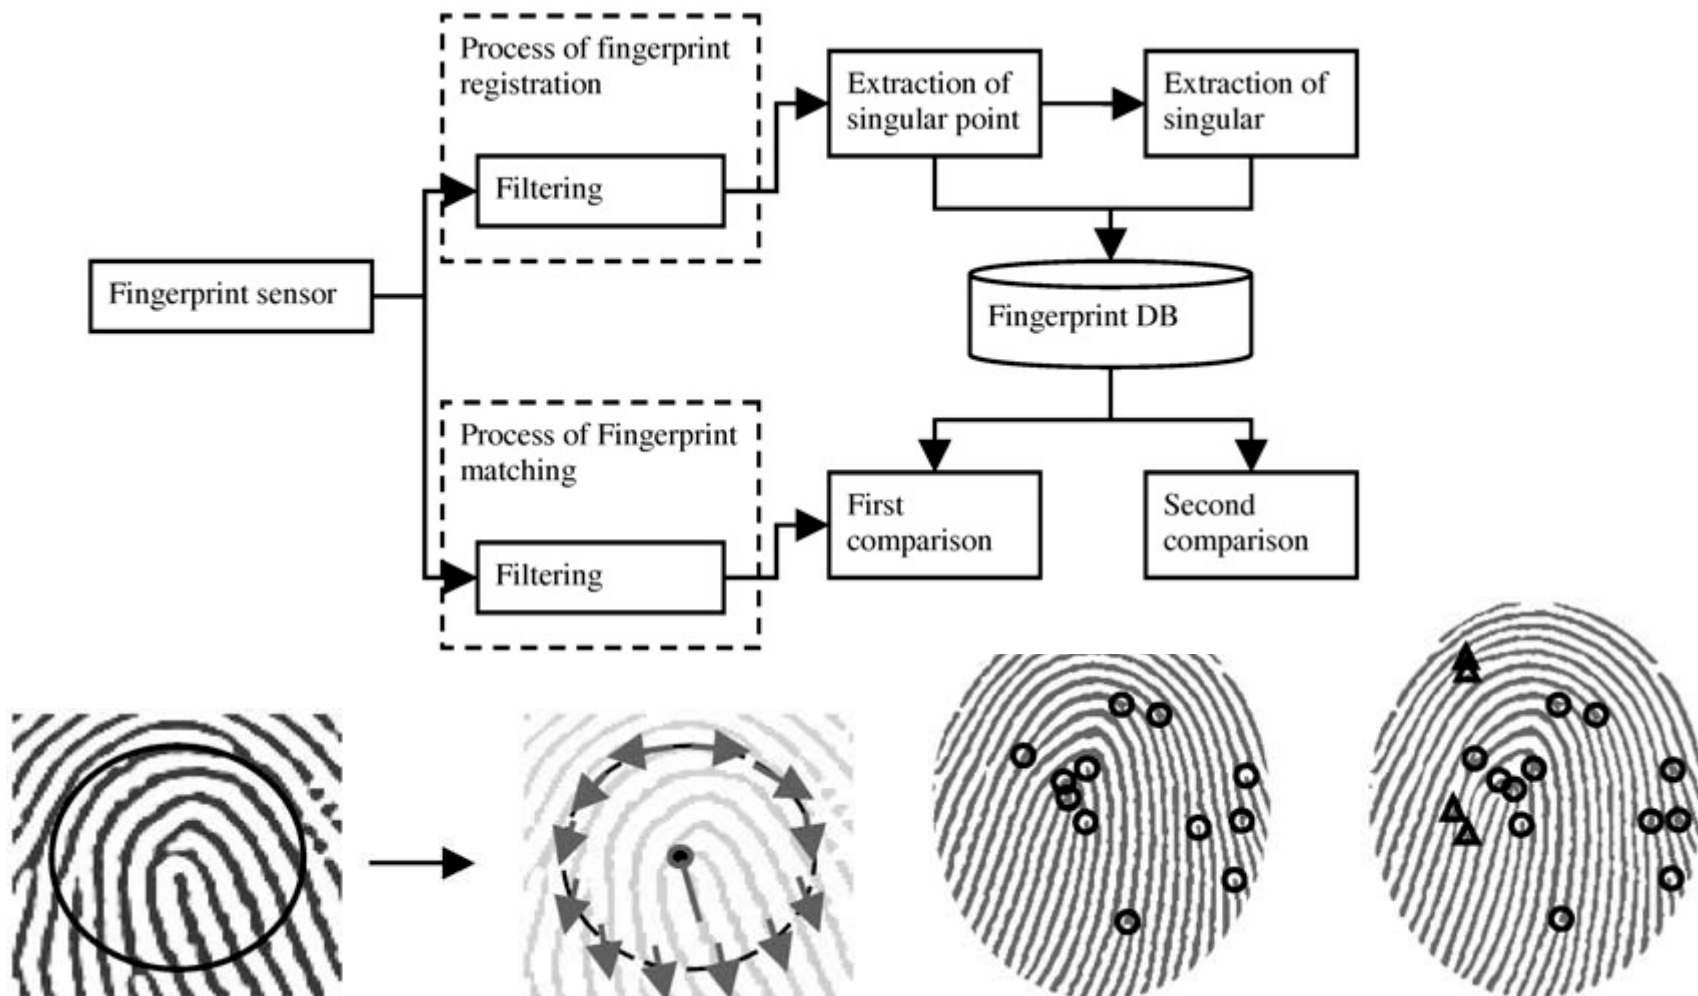 Process of fingerprint
registration
Filtering
Extraction of
singular point
Extraction of
singular
Fingerprint sensor
Fingerprint DB
Process of Fingerprint
matching
Filtering
First
comparison
Second
comparison